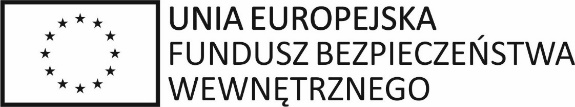 UNIA EUROPEJSKA
FUNDUSZ BEZPIECZEŃSTWA
WEWNĘTRZNEGO